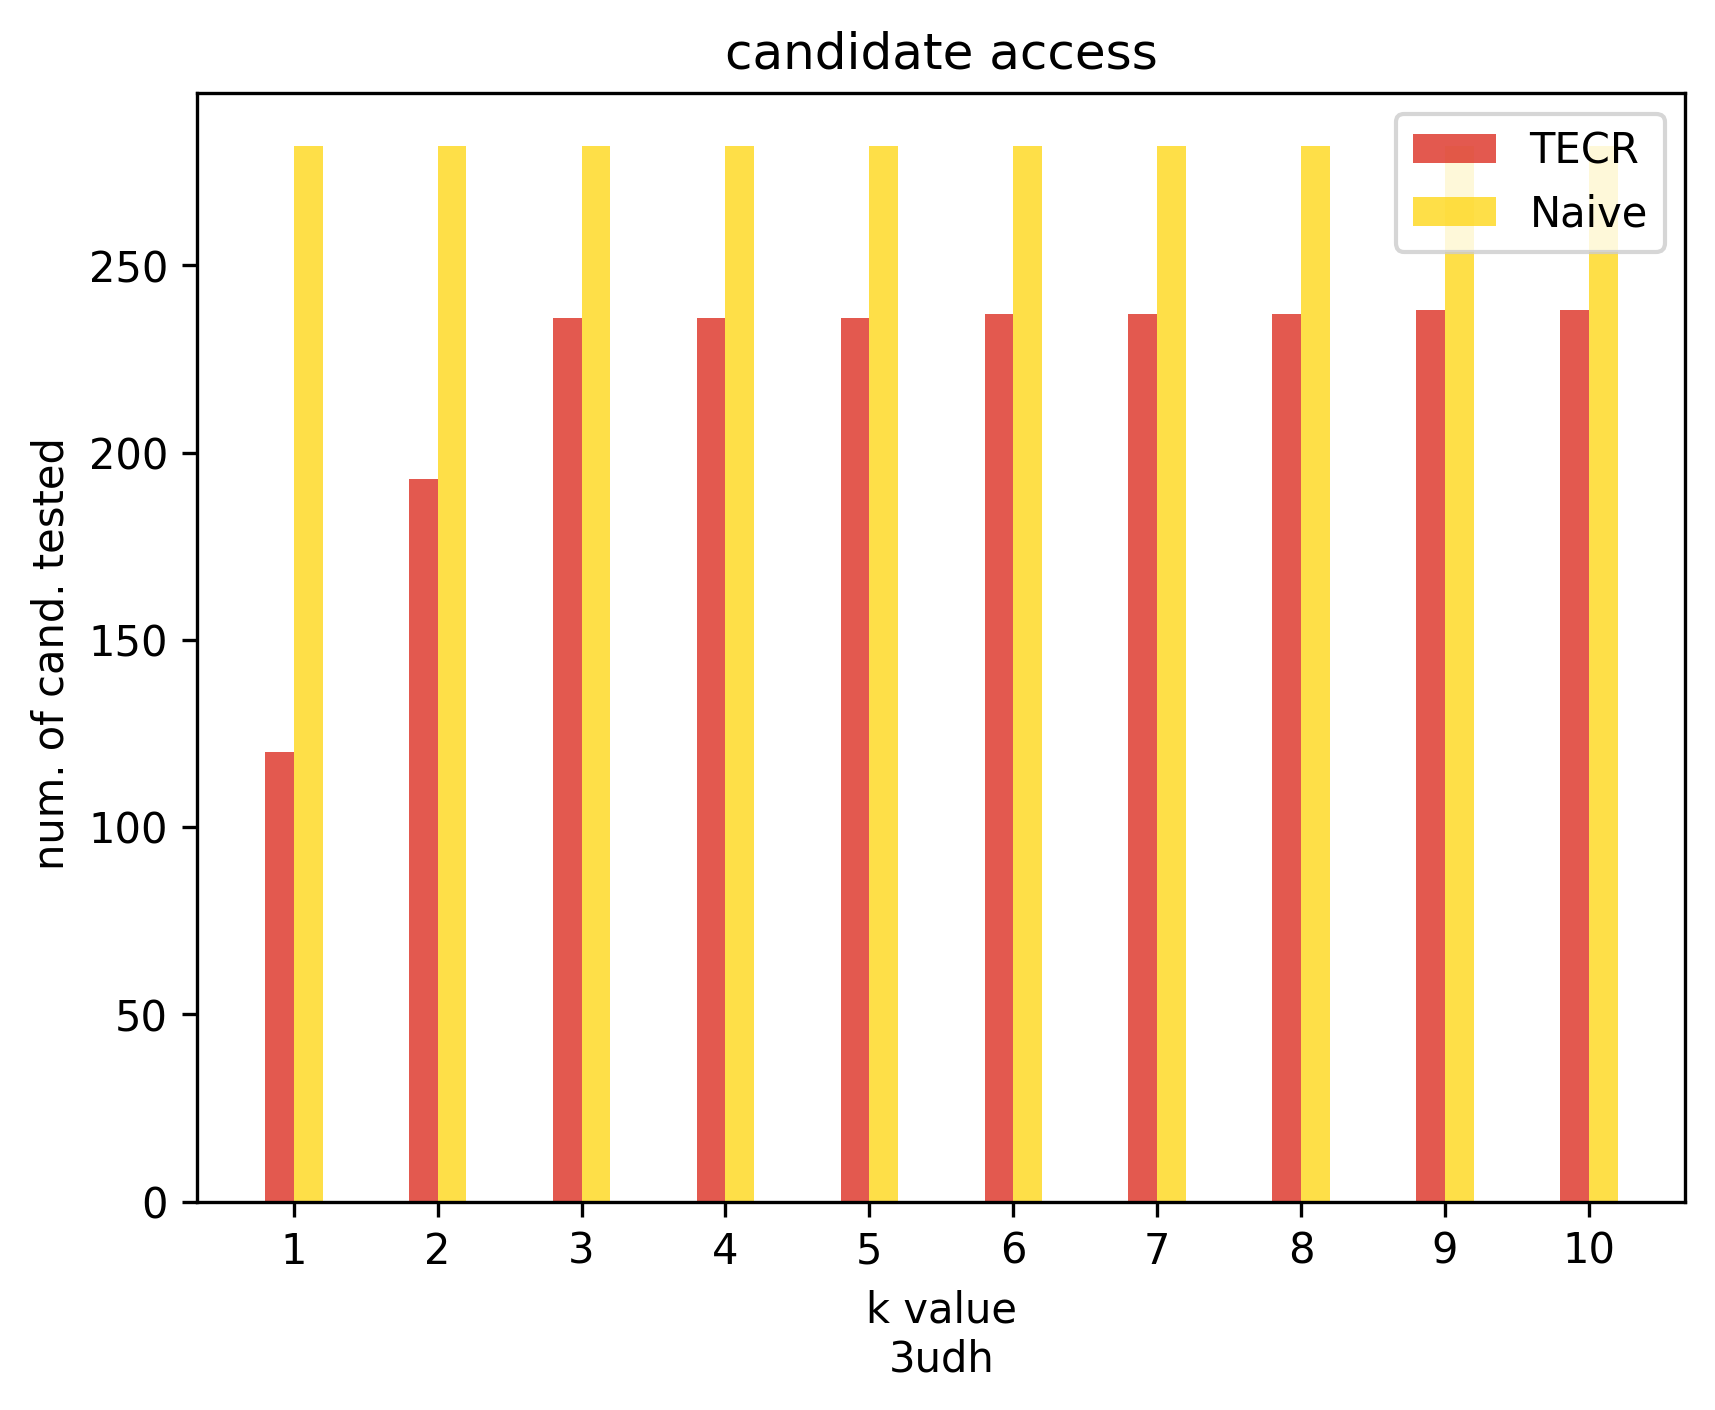 candidate access
TECR
Naive
num. of cand. tested
250
200
150
100
50
0
1 2 3 4 5 6 7 8 9 10
k value
3udh